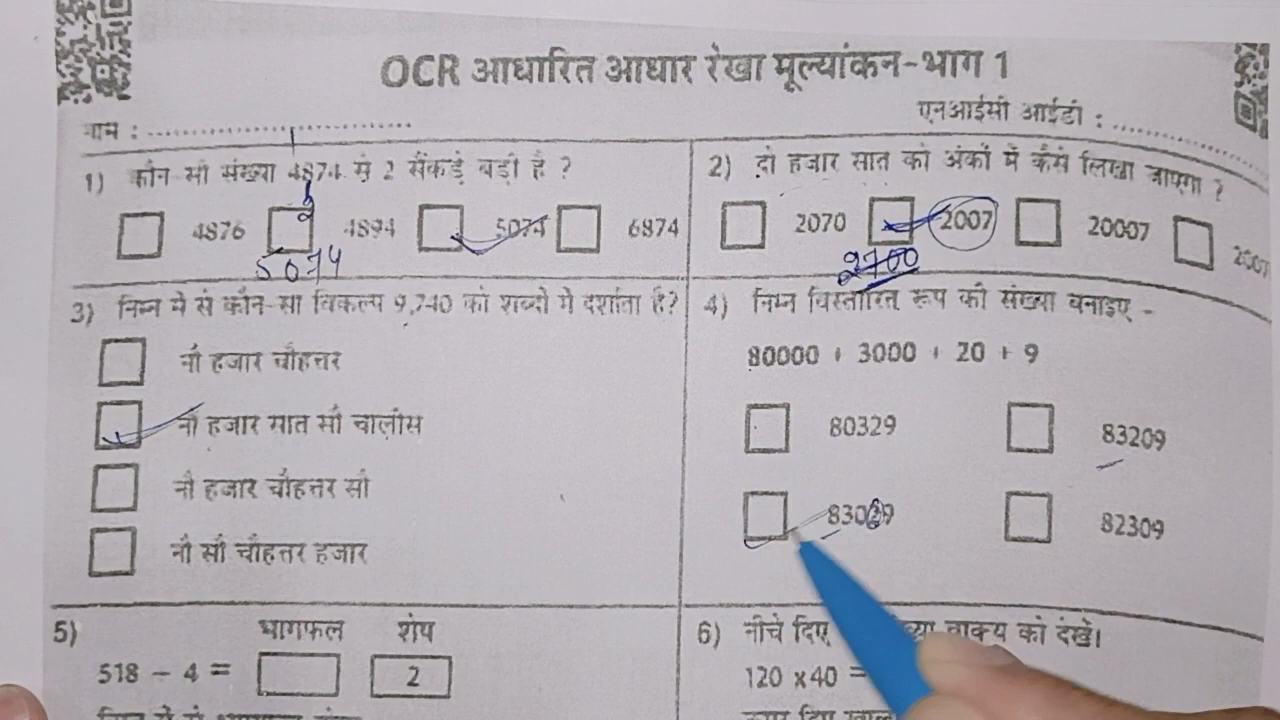 OCR आधारित आधार रेखा मूल्यांकन-भाग 1
नाम : ........................................
एनआईसी आईडी : ........................
1) कौन सी संख्या 4874 से 2 सैंकड़े बड़ी है ?
4876 4894 5074 6874
5074
2) दो हजार सात को अंकों में कैसे लिखा जाएगा ?
2070 2007 20007
2700
3) निम्न में से कौन-सा विकल्प 9,740 को शब्दों में दर्शाता है?
नौ हजार चौहत्तर
नौ हजार सात सौ चालीस
नौ हजार चौहत्तर सौ
नौ सौ चौहत्तर हजार
4) निम्न विस्तारित रूप की संख्या बनाइए -
80000 + 3000 + 20 + 9
80329 83209
83029 82309
5) भागफल शेष
518 – 4 = 2
6) नीचे दिए वाक्य को देखें।
120 x 40 =